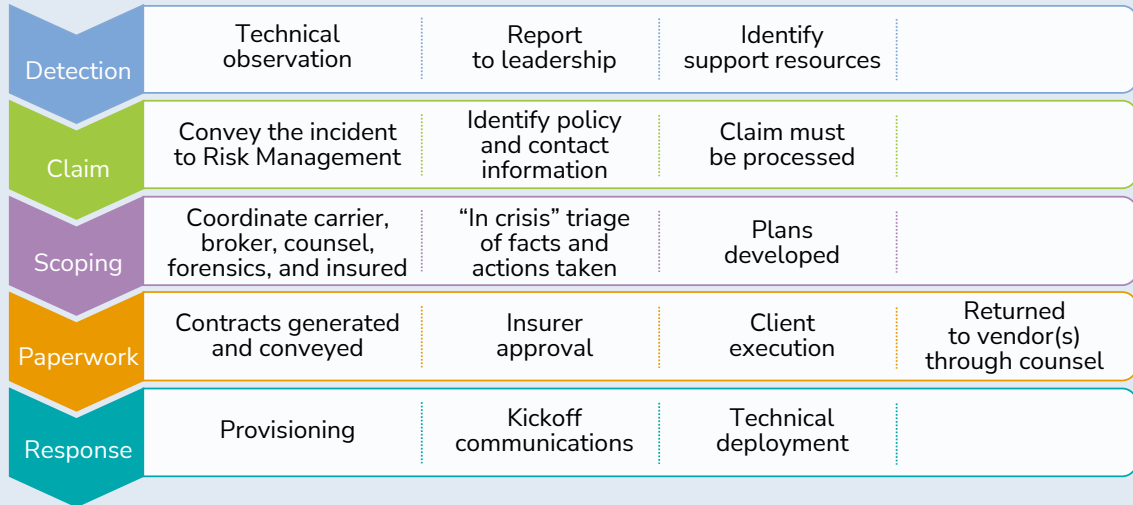 Detection
Technical
observation
Report
to leadership
Identify
support resources
Claim
Convey the incident
to Risk Management
Identify policy
and contact
information
Claim must
be processed
Scoping
Coordinate carrier,
broker, counsel,
forensics, and insured
“In crisis” triage
of facts and
actions taken
Plans
developed
Paperwork
Contracts generated
and conveyed
Insurer
approval
Client
execution
Returned
to vendor(s)
through counsel
Response
Provisioning
Kickoff
communications
Technical
deployment